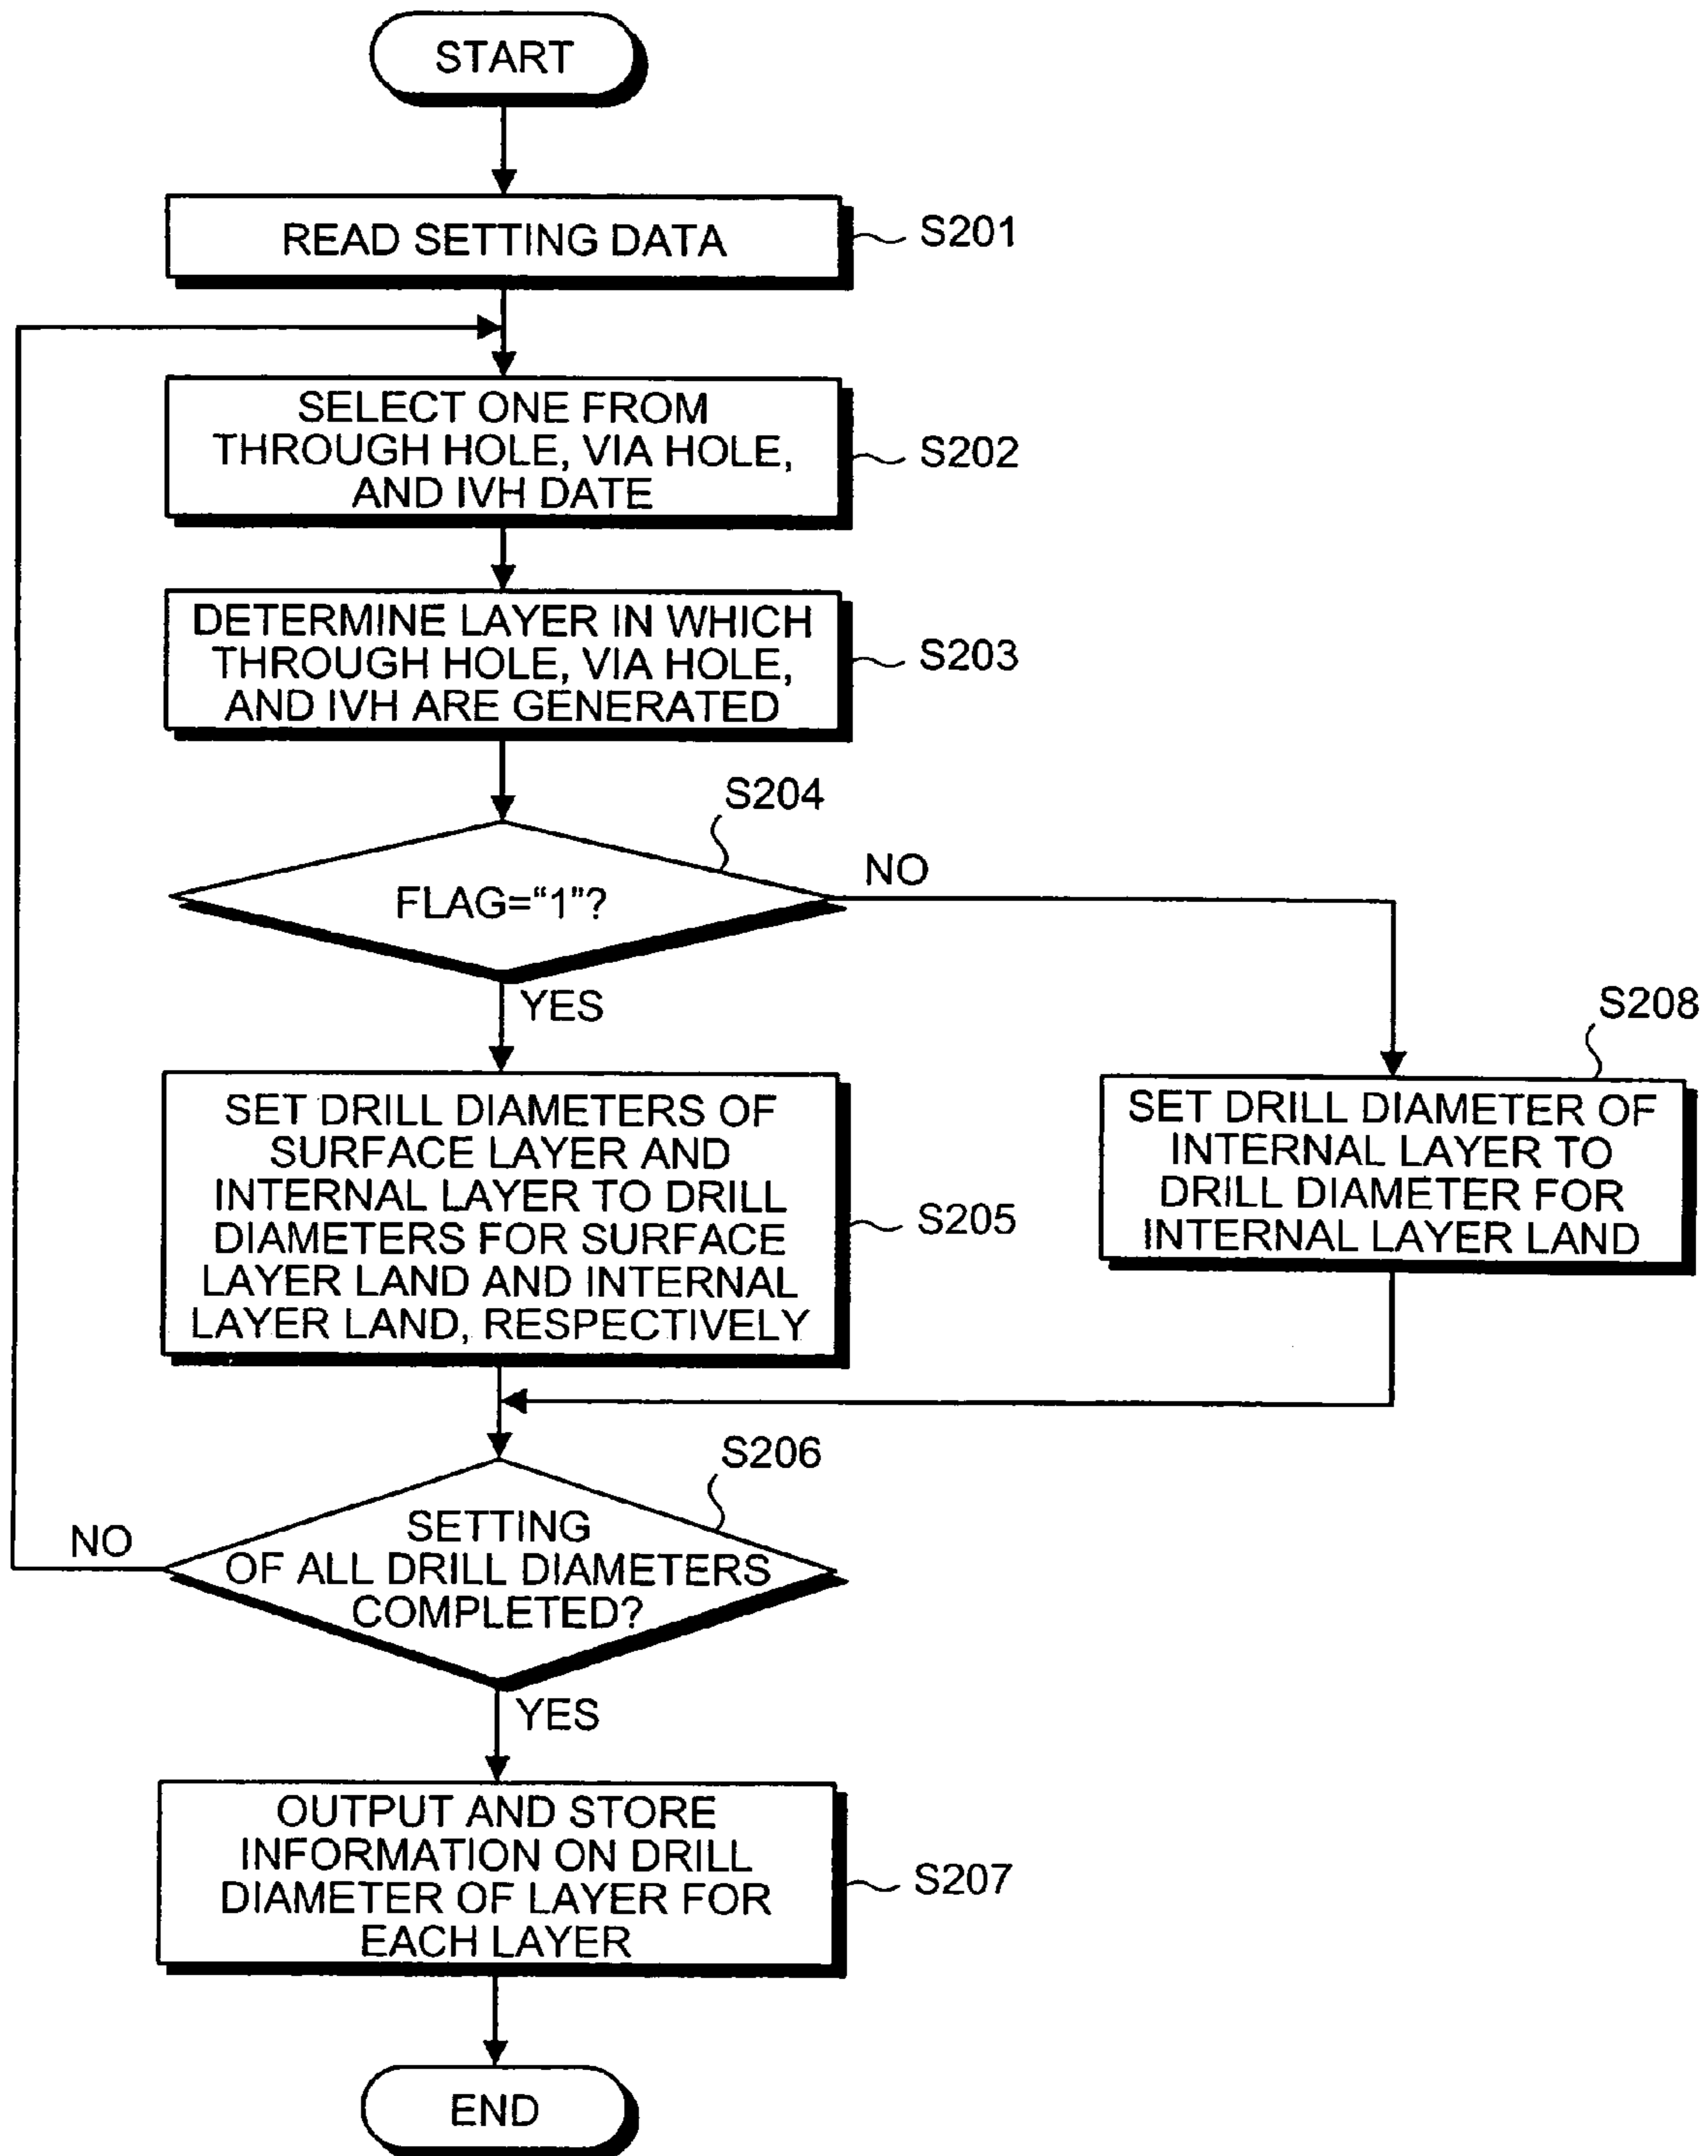 START
READ SETTING DATA
S201
SELECT ONE FROM
THROUGH HOLE, VIA HOLE,
AND IVH DATE
S202
DETERMINE LAYER IN WHICH
THROUGH HOLE, VIA HOLE,
AND IVH ARE GENERATED
S203
S204
FLAG=“1”?
NO
YES
SET DRILL DIAMETERS OF
SURFACE LAYER AND
INTERNAL LAYER TO DRILL
DIAMETERS FOR SURFACE
LAYER LAND AND INTERNAL
LAYER LAND, RESPECTIVELY
S205
S208
SET DRILL DIAMETER OF
INTERNAL LAYER TO
DRILL DIAMETER FOR
INTERNAL LAYER LAND
S206
SETTING
OF ALL DRILL DIAMETERS
COMPLETED?
NO
YES
OUTPUT AND STORE
INFORMATION ON DRILL
DIAMETER OF LAYER FOR
EACH LAYER
S207
END